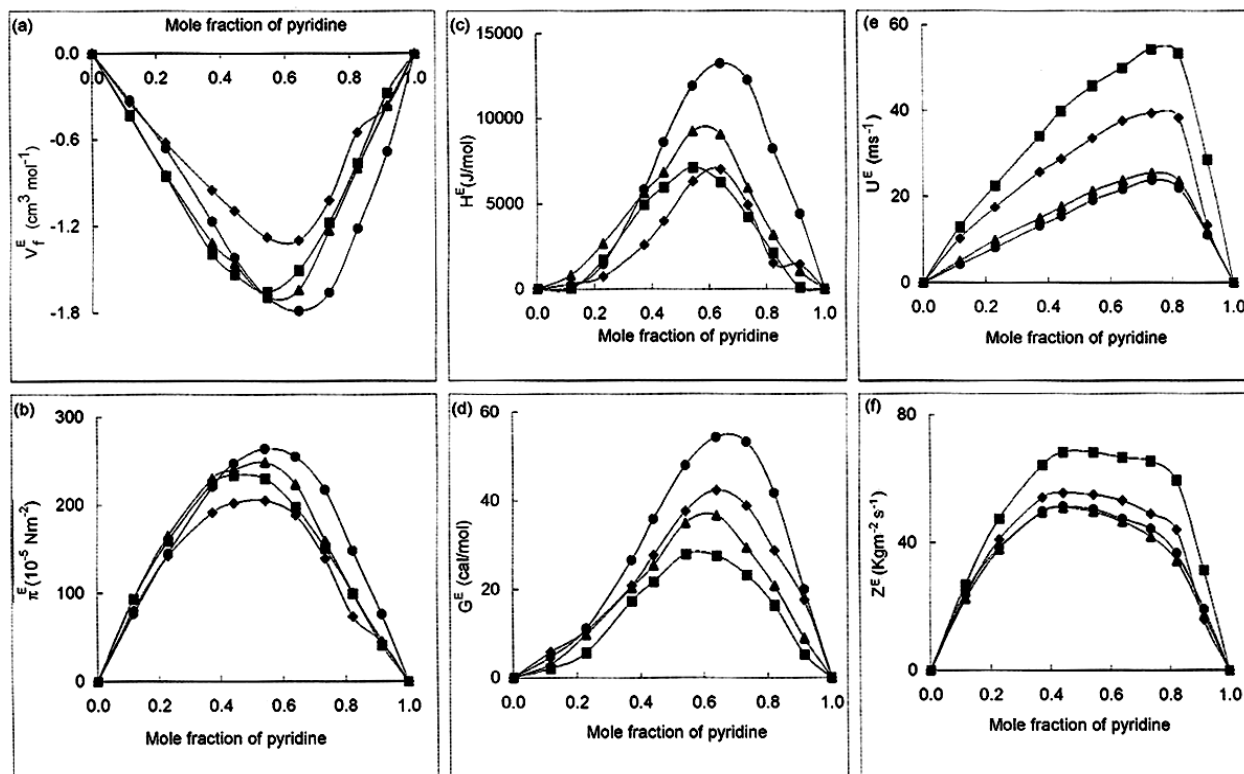 (a)
Mole fraction of pyridine
0.0
0.0 0.2 0.4 0.6 0.8 1.0
-0.6
-1.2
-1.8
V_f^E (cm³ mol⁻¹)
(c)
15000
10000
5000
0
H^E(J/mol)
0.0 0.2 0.4 0.6 0.8 1.0
Mole fraction of pyridine
(e)
60
40
20
0
U^E (ms⁻¹)
0.0 0.2 0.4 0.6 0.8 1.0
Mole fraction of pyridine
(b)
300
200
100
0
π^E (10⁻⁵ Nm⁻²)
0.0 0.2 0.4 0.6 0.8 1.0
Mole fraction of pyridine
(d)
60
40
20
0
G^E (cal/mol)
0.0 0.2 0.4 0.6 0.8 1.0
Mole fraction of pyridine
(f)
80
40
0
Z^E (Kgm⁻² s⁻¹)
0.0 0.2 0.4 0.6 0.8 1.0
Mole fraction of pyridine